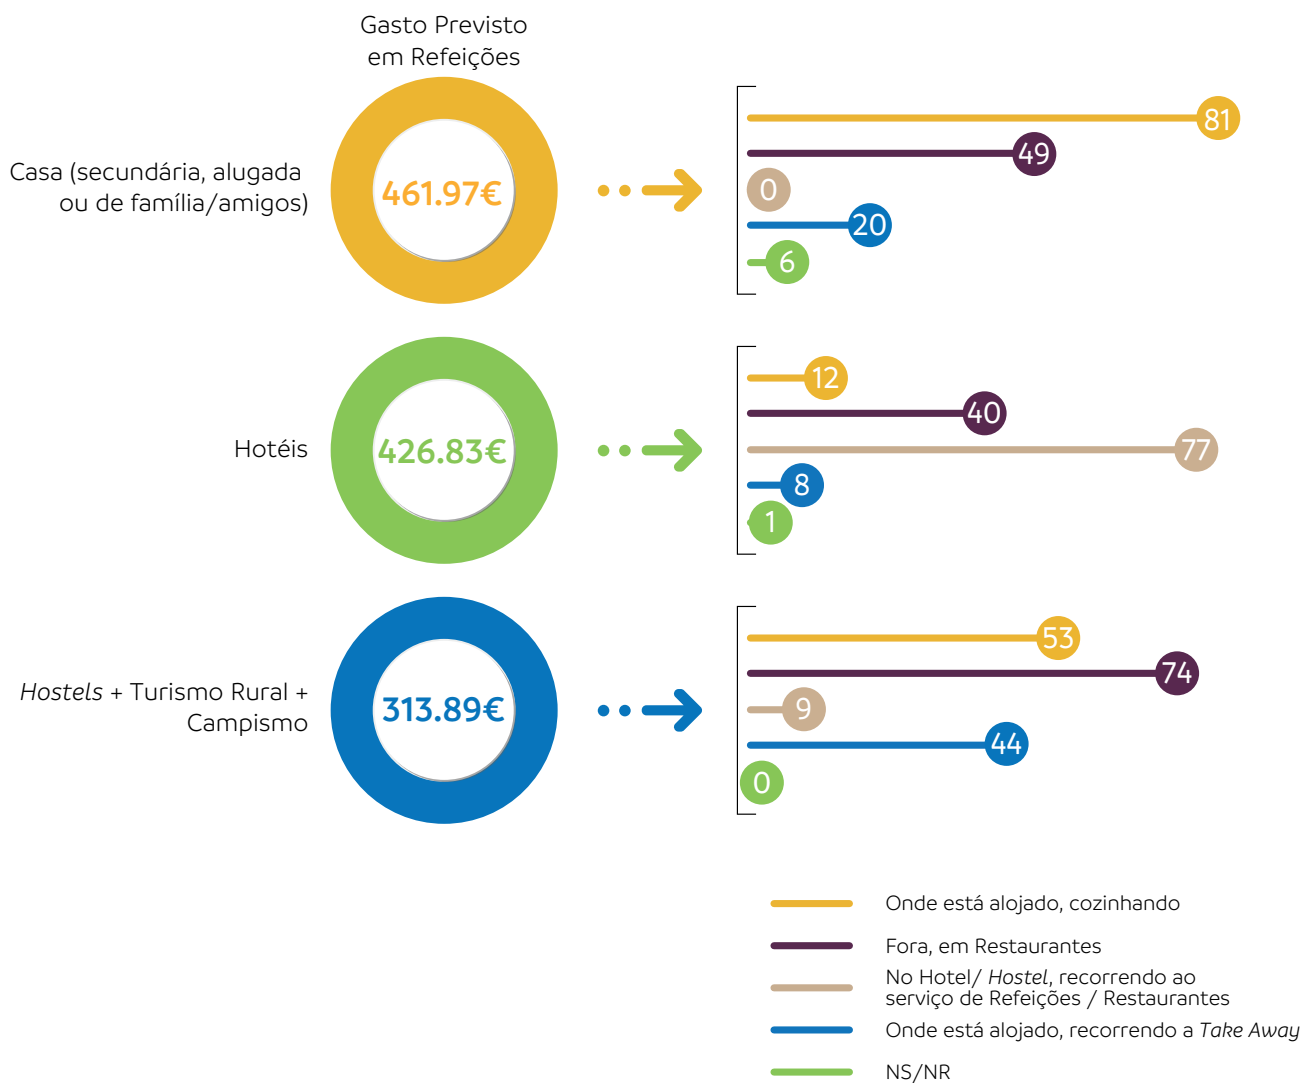 Gasto Previsto
em Refeições
Casa (secundária, alugada
ou de família/amigos)
461.97€
81
49
0
20
6
Hotéis
426.83€
12
40
77
8
1
Hostels + Turismo Rural +
Campismo
313.89€
53
74
9
44
0
Onde está alojado, cozinhando
Fora, em Restaurantes
No Hotel/ Hostel, recorrendo ao
serviço de Refeições / Restaurantes
Onde está alojado, recorrendo a Take Away
NS/NR